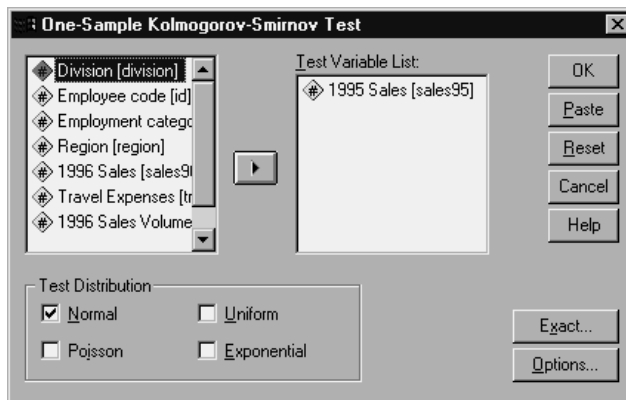 One-Sample Kolmogorov-Smirnov Test
Division [division]
Employee code [id]
Employment catego
Region [region]
1996 Sales [sales9
Travel Expenses [tr
1996 Sales Volume
Test Variable List:
1995 Sales [sales95]
OK
Paste
Reset
Cancel
Help
Test Distribution
Normal
Uniform
Poisson
Exponential
Exact...
Options...